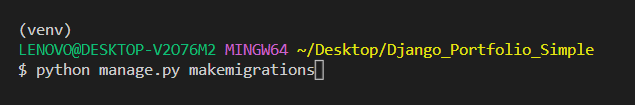 (venv)
LENOVO@DESKTOP-V2O76M2 MINGW64 ~/Desktop/Django_Portfolio_Simple
$ python manage.py makemigrations